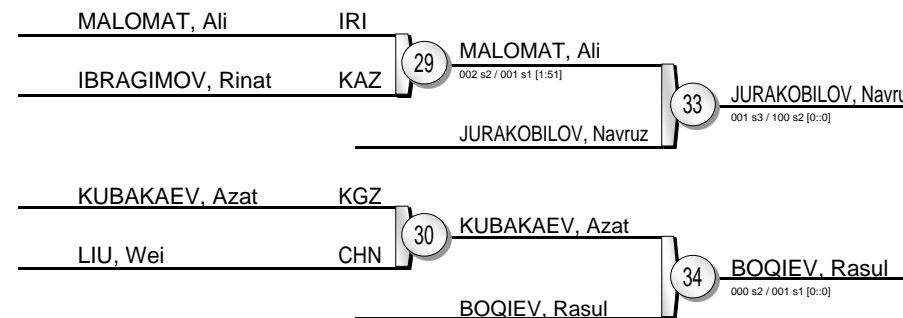 MALOMAT, Ali IRI
29 MALOMAT, Ali
002 s2 / 001 s1 [1:51]
IBRAGIMOV, Rinat KAZ
33 JURAKOBILOV, Navru
001 s3 / 100 s2 [0::0]
JURAKOBILOV, Navruz
KUBAKAEV, Azat KGZ
30 KUBAKAEV, Azat
LIU, Wei CHN
34 BOQIEV, Rasul
000 s2 / 001 s1 [0::0]
BOQIEV, Rasul